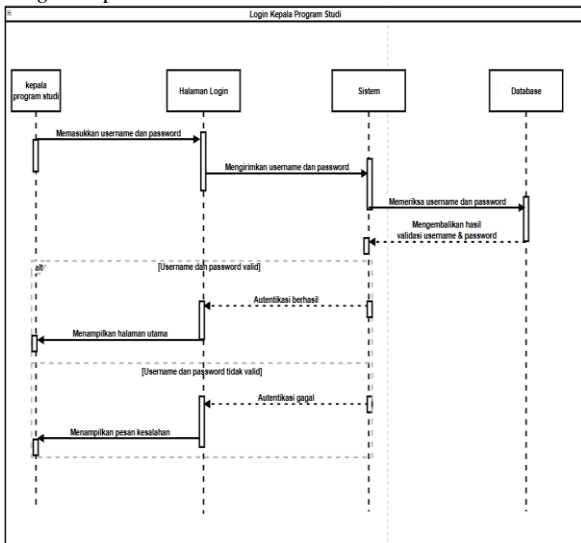 Login Kepala Program Studi
kepala
program studi
Halaman Login
Sistem
Database
Memasukkan username dan password
Mengirimkan username dan password
Memeriksa username dan password
Mengembalikan hasil
validasi username & password
alt
[Username dan password valid]
Autentikasi berhasil
Menampilkan halaman utama
[Username dan password tidak valid]
Autentikasi gagal
Menampilkan pesan kesalahan